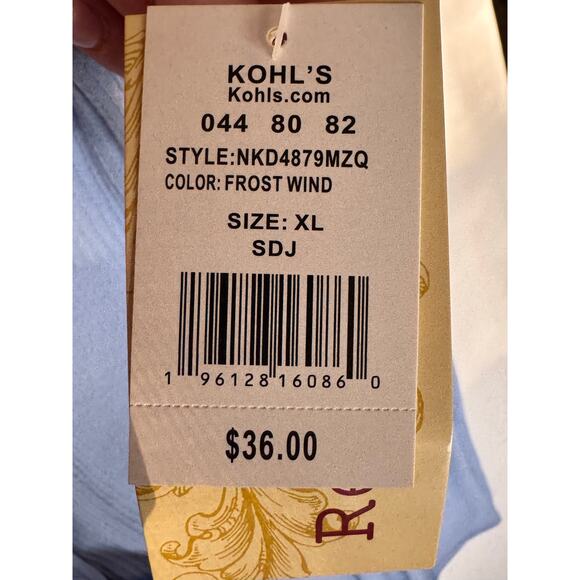 KOHL'S
Kohls.com
044 80 82
STYLE:NKD4879MZQ
COLOR: FROST WIND
SIZE: XL
SDJ
1 96128 16086 0
$36.00